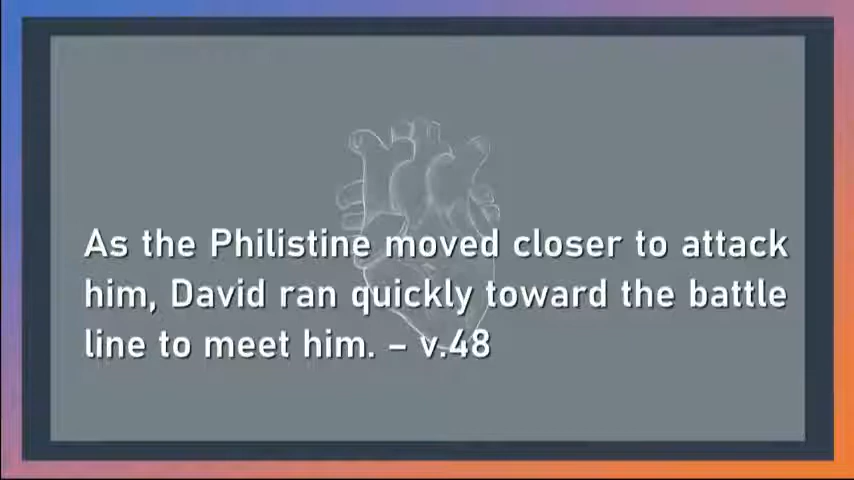 As the Philistine moved closer to attack
him, David ran quickly toward the battle
line to meet him. – v.48